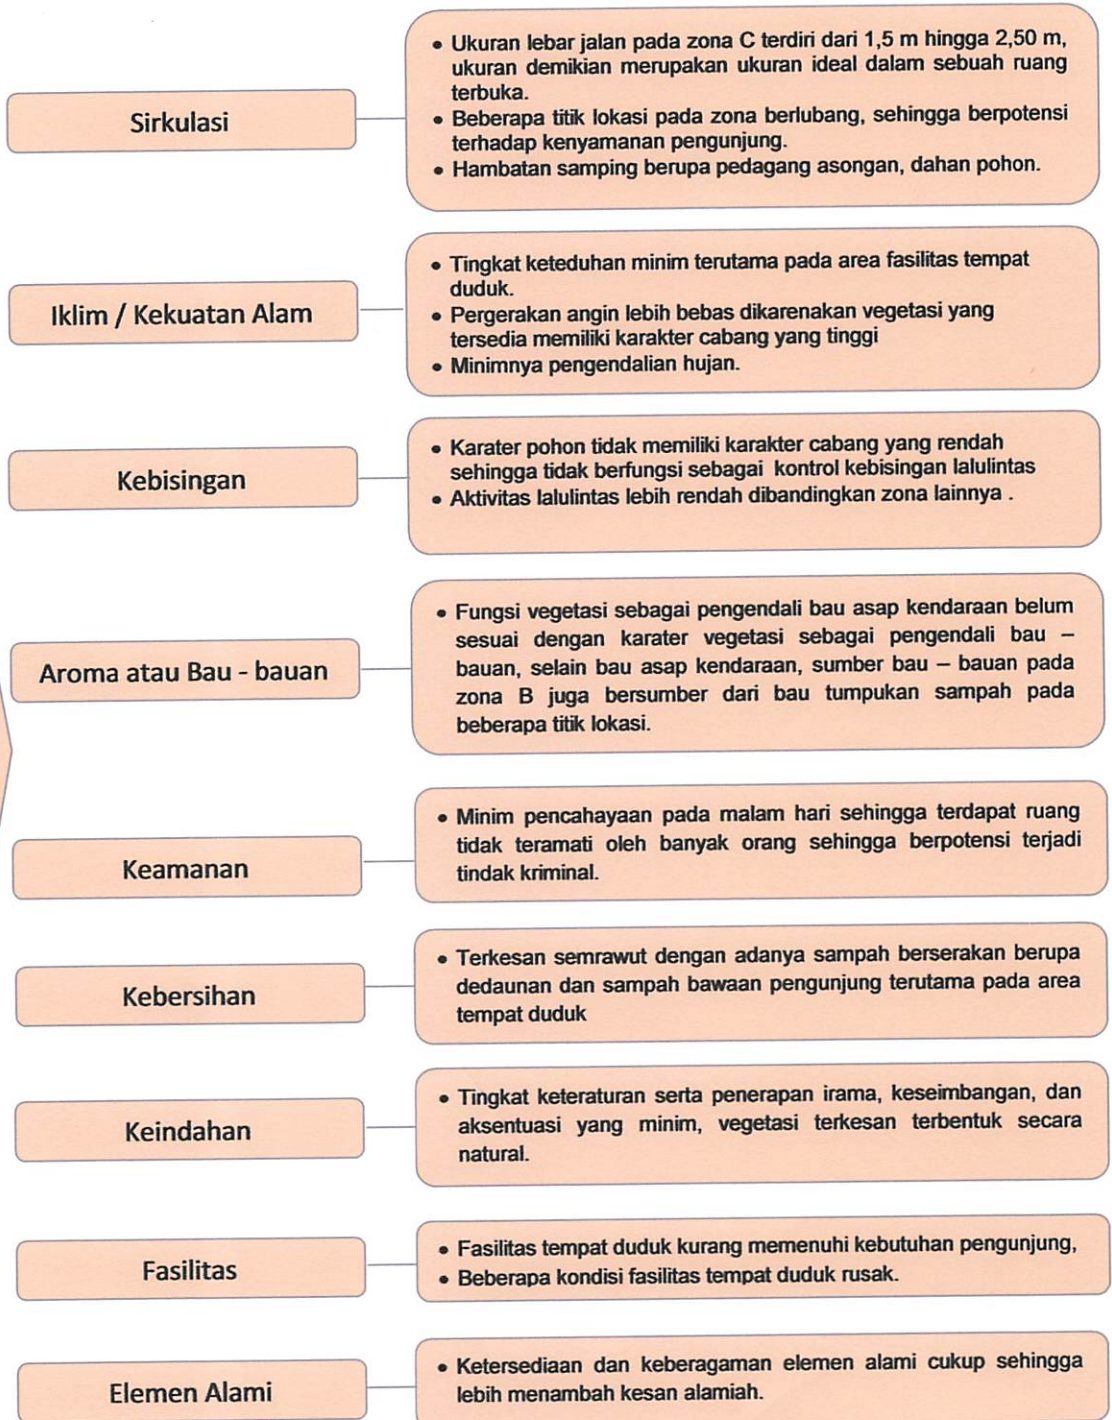 Sirkulasi
• Ukuran lebar jalan pada zona C terdiri dari 1,5 m hingga 2,50 m,
ukuran demikian merupakan ukuran ideal dalam sebuah ruang
terbuka.
• Beberapa titik lokasi pada zona berlubang, sehingga berpotensi
terhadap kenyamanan pengunjung.
• Hambatan samping berupa pedagang asongan, dahan pohon.
Iklim / Kekuatan Alam
• Tingkat keteduhan minim terutama pada area fasilitas tempat
duduk.
• Pergerakan angin lebih bebas dikarenakan vegetasi yang
tersedia memiliki karakter cabang yang tinggi
• Minimnya pengendalian hujan.
Kebisingan
• Karater pohon tidak memiliki karakter cabang yang rendah
sehingga tidak berfungsi sebagai kontrol kebisingan lalulintas
• Aktivitas lalulintas lebih rendah dibandingkan zona lainnya .
Aroma atau Bau - bauan
• Fungsi vegetasi sebagai pengendali bau asap kendaraan belum
sesuai dengan karater vegetasi sebagai pengendali bau –
bauan, selain bau asap kendaraan, sumber bau – bauan pada
zona B juga bersumber dari bau tumpukan sampah pada
beberapa titik lokasi.
Keamanan
• Minim pencahayaan pada malam hari sehingga terdapat ruang
tidak teramati oleh banyak orang sehingga berpotensi terjadi
tindak kriminal.
Kebersihan
• Terkesan semrawut dengan adanya sampah berserakan berupa
dedaunan dan sampah bawaan pengunjung terutama pada area
tempat duduk
Keindahan
• Tingkat keteraturan serta penerapan irama, keseimbangan, dan
aksentuasi yang minim, vegetasi terkesan terbentuk secara
natural.
Fasilitas
• Fasilitas tempat duduk kurang memenuhi kebutuhan pengunjung,
• Beberapa kondisi fasilitas tempat duduk rusak.
Elemen Alami
• Ketersediaan dan keberagaman elemen alami cukup sehingga
lebih menambah kesan alamiah.